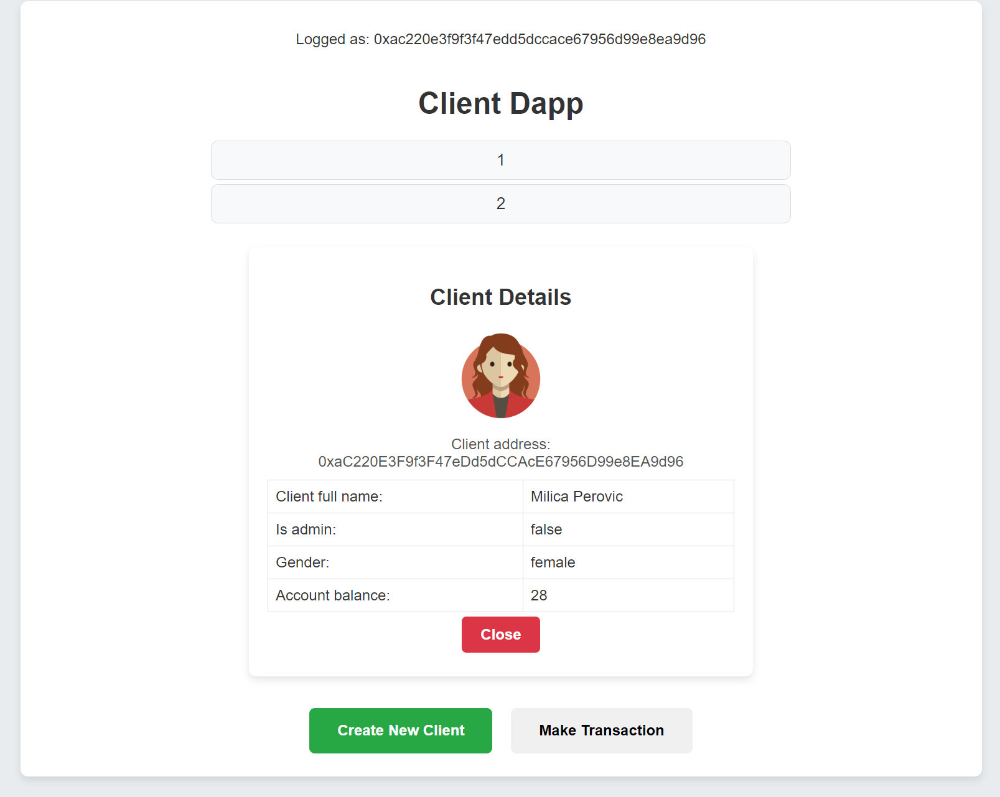 Logged as: 0xac220e3f9f3f47edd5dccace67956d99e8ea9d96
Client Dapp
1
2
Client Details
Client address:
0xaC220E3F9f3F47eDd5dCCAcE67956D99e8EA9d96
Client full name: Milica Perovic
Is admin: false
Gender: female
Account balance: 28
Close
Create New Client Make Transaction